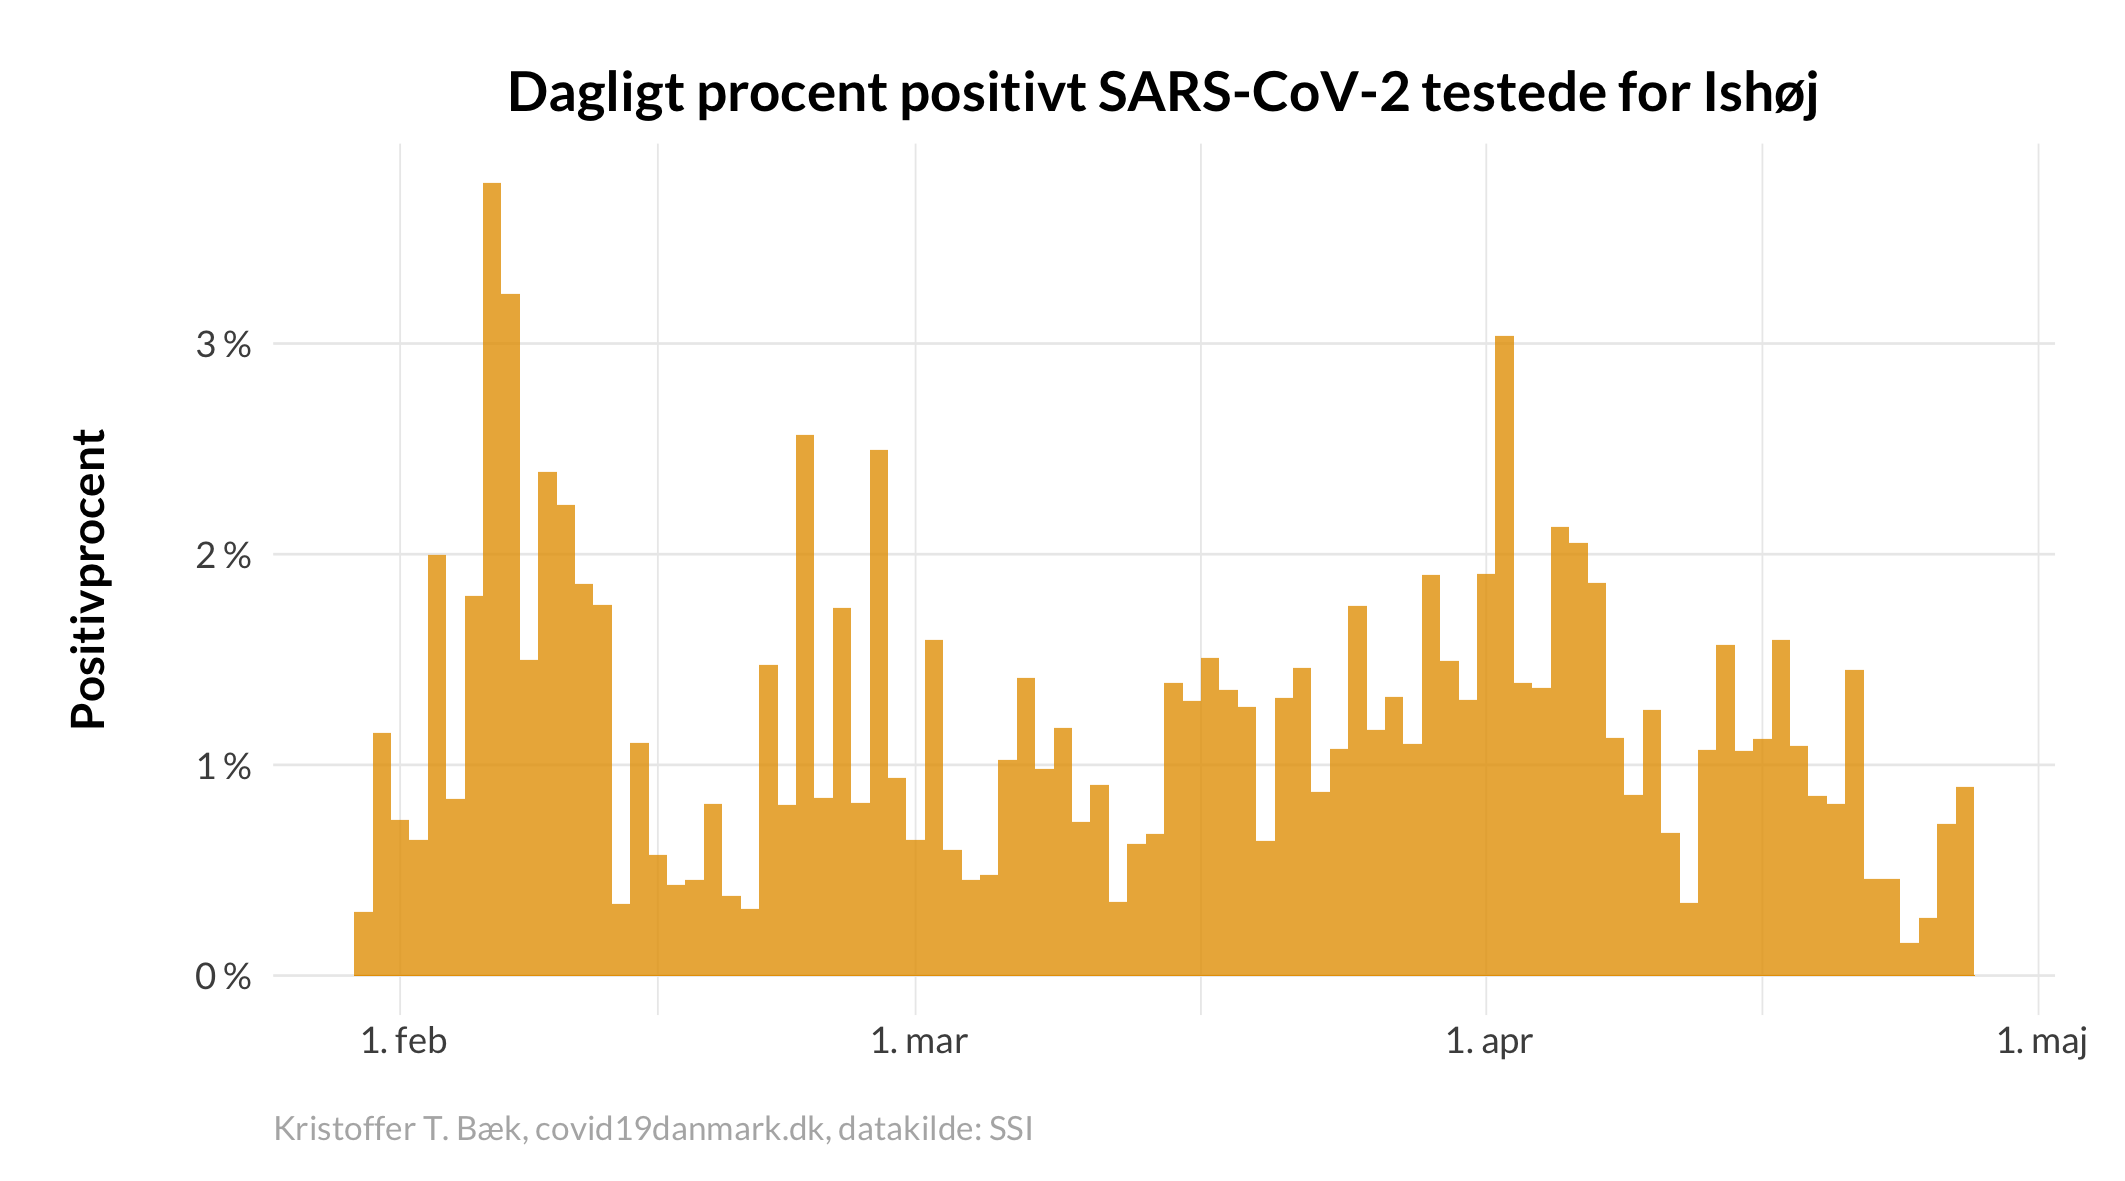 Dagligt procent positivt SARS-CoV-2 testede for Ishøj
Positivprocent
3 %
2 %
1 %
0 %
1. feb
1. mar
1. apr
1. maj
Kristoffer T. Bæk, covid19danmark.dk, datakilde: SSI